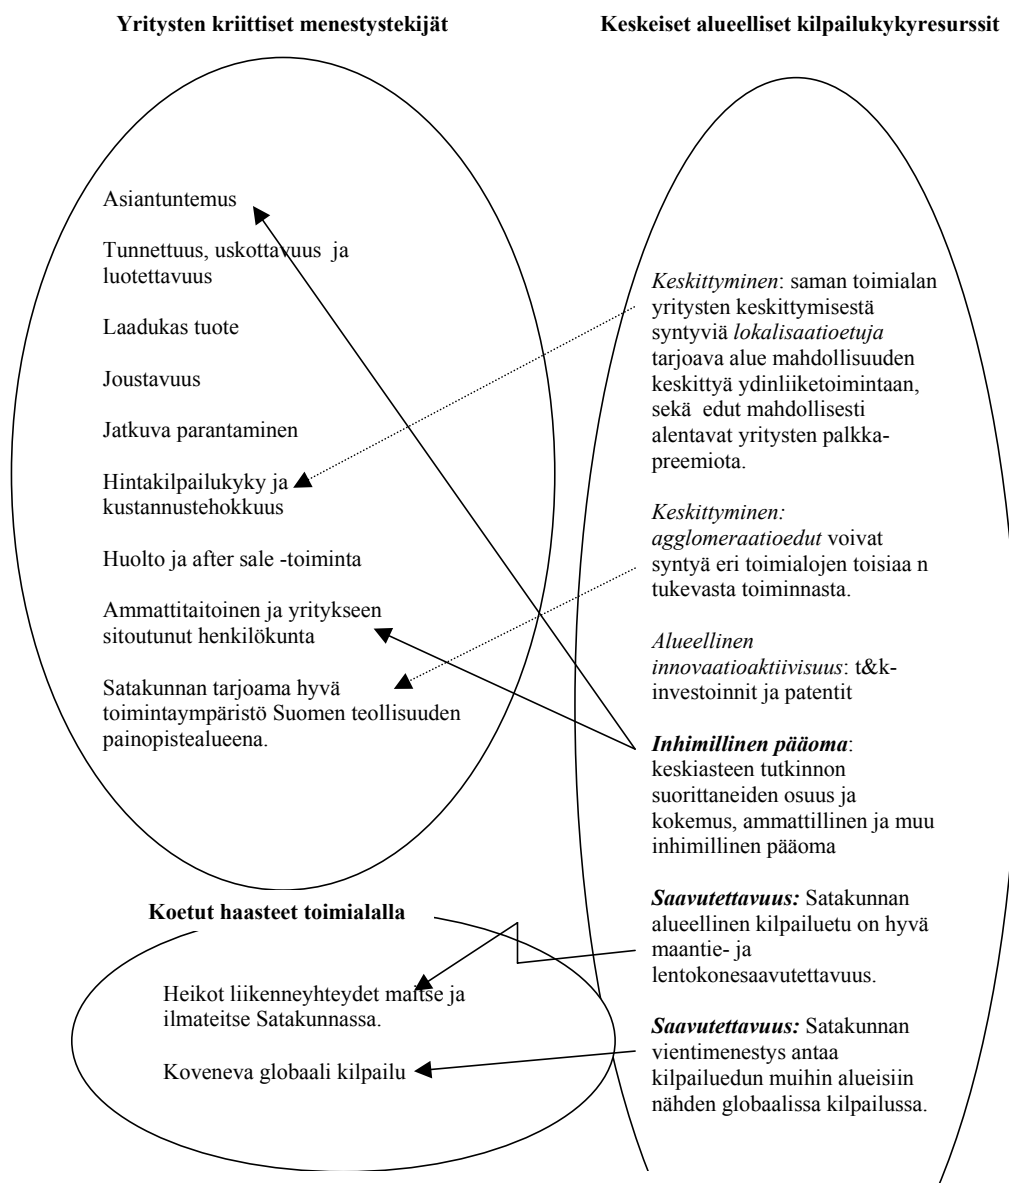 Yritysten kriittiset menestystekijät
Asiantuntemus
Tunnettuus, uskottavuus ja
luotettavuus
Laadukas tuote
Joustavuus
Jatkuva parantaminen
Hintakilpailukyky ja
kustannustehokkuus
Huolto ja after sale -toiminta
Ammattitaitoinen ja yritykseen
sitoutunut henkilökunta
Satakunnan tarjoama hyvä
toimintaympäristö Suomen teollisuuden
painopistealueena.
Koetut haasteet toimialalla
Heikot liikenneyhteydet maitse ja
ilmateitse Satakunnassa.
Koveneva globaali kilpailu
Keskeiset alueelliset kilpailukykyresurssit
Keskittyminen: saman toimialan
yritysten keskittymisestä
syntyviä lokalisaatioetuja
tarjoava alue mahdollisuuden
keskittyä ydinliiketoimintaan,
sekä edut mahdollisesti
alentavat yritysten palkka-
preemiota.
Keskittyminen:
agglomeraatioedut voivat
syntyä eri toimialojen toisiaa n
tukevasta toiminnasta.
Alueellinen
innovaatioaktiivisuus: t&k-
investoinnit ja patentit
Inhimillinen pääoma:
keskiasteen tutkinnon
suorittaneiden osuus ja
kokemus, ammattillinen ja muu
inhimillinen pääoma
Saavutettavuus: Satakunnan
alueellinen kilpailuetu on hyvä
maantie- ja
lentokonesaavutettavuus.
Saavutettavuus: Satakunnan
vientimenestys antaa
kilpailuedun muihin alueisiin
nähden globaalissa kilpailussa.